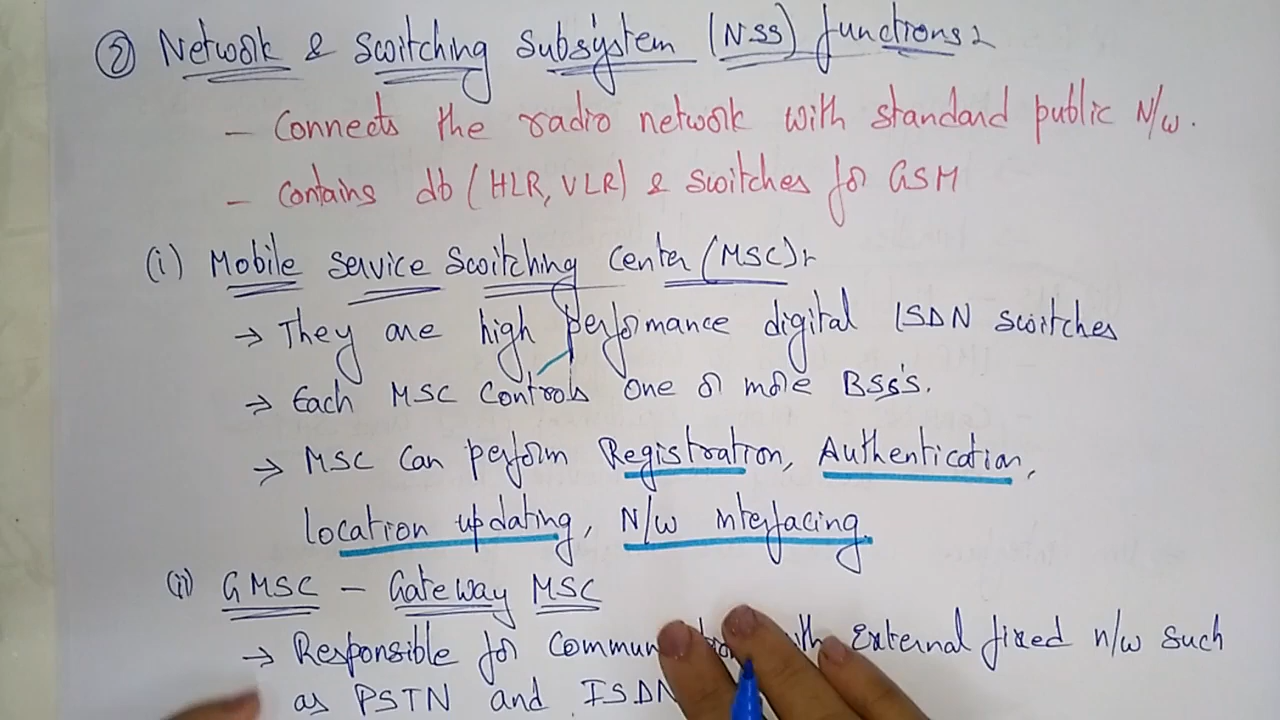 ② Network & Switching Subsystem (NSS) functions:
- Connects the radio network with standard public N/w.
- Contains db (HLR, VLR) & switches for GSM
(i) Mobile Service Switching Center (MSC):
→ They are high performance digital ISDN switches
→ Each MSC Controls one or more BSS's.
→ MSC can perform Registration, Authentication,
location updating, N/w interfacing.
(ii) GMSC - Gateway MSC
→ Responsible for External fixed n/w such
as PSTN and ISDN